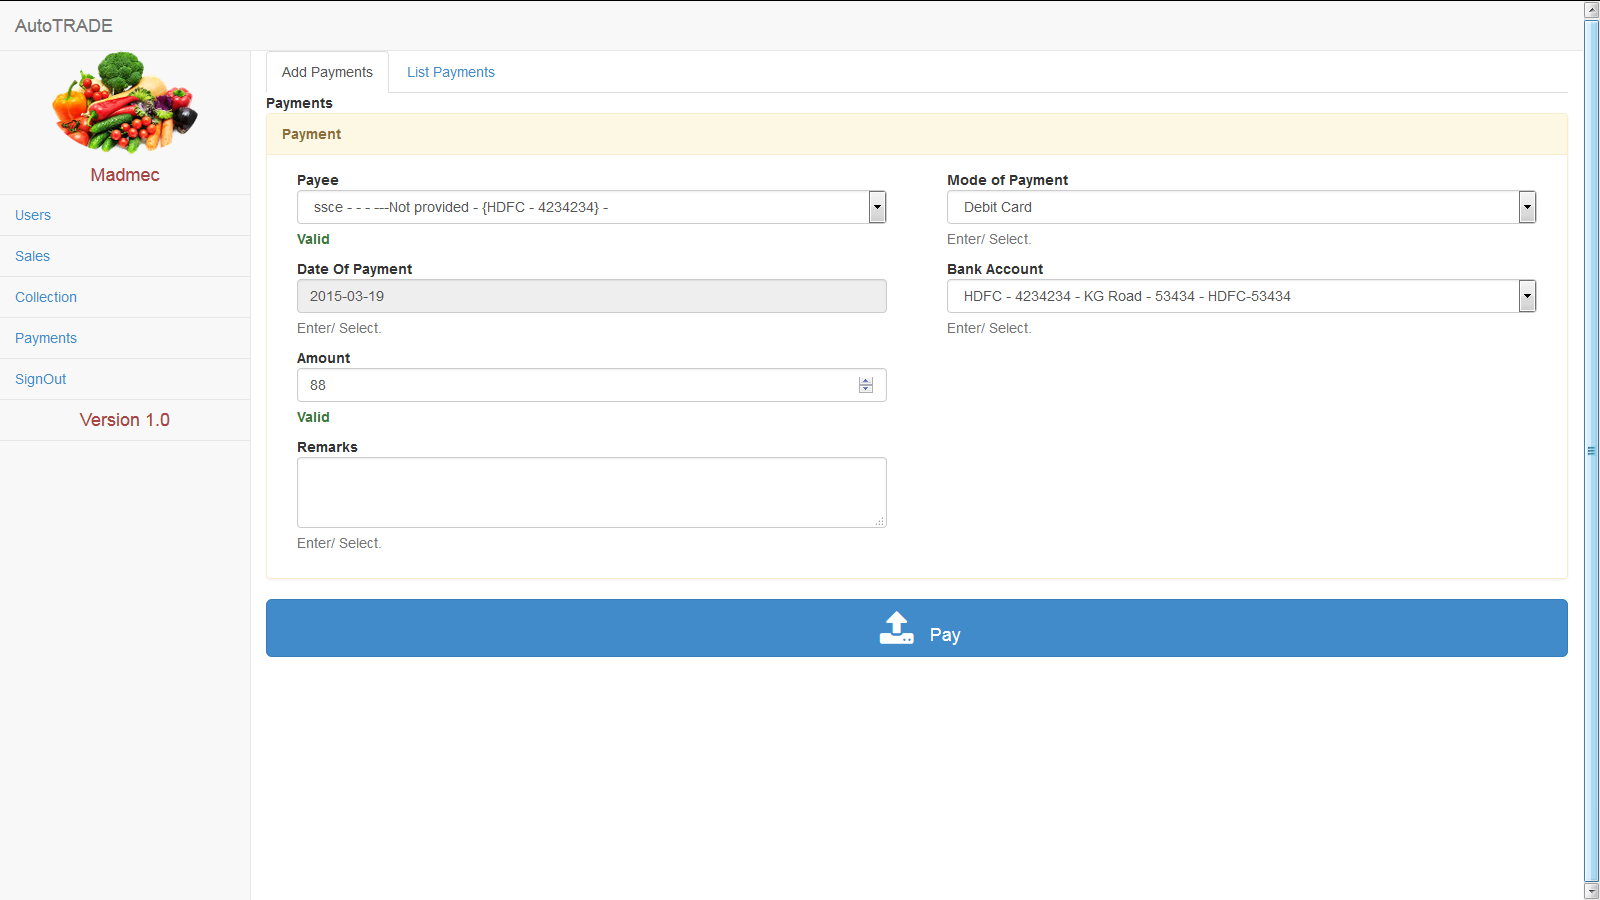 AutoTRADE
Madmec
Users
Sales
Collection
Payments
SignOut
Version 1.0
Add Payments
List Payments
Payments
Payment
Payee
ssce - - - ---Not provided - {HDFC - 4234234} -
Valid
Mode of Payment
Debit Card
Enter/ Select.
Date Of Payment
2015-03-19
Enter/ Select.
Bank Account
HDFC - 4234234 - KG Road - 53434 - HDFC-53434
Enter/ Select.
Amount
88
Valid
Remarks
Enter/ Select.
Pay